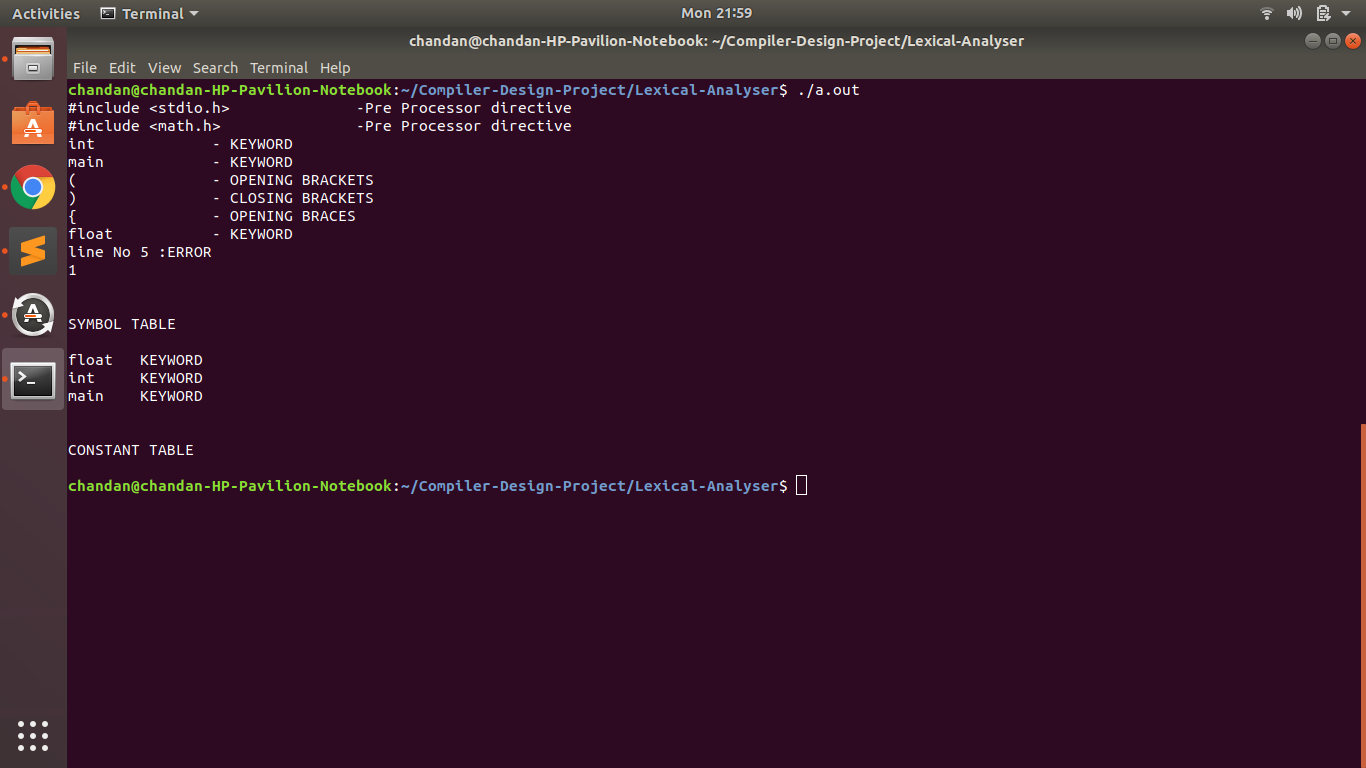 Activities Terminal Mon 21:59
chandan@chandan-HP-Pavilion-Notebook: ~/Compiler-Design-Project/Lexical-Analyser
File Edit View Search Terminal Help
chandan@chandan-HP-Pavilion-Notebook:~/Compiler-Design-Project/Lexical-Analyser$ ./a.out
#include <stdio.h> -Pre Processor directive
#include <math.h> -Pre Processor directive
int - KEYWORD
main - KEYWORD
( - OPENING BRACKETS
) - CLOSING BRACKETS
{ - OPENING BRACES
float - KEYWORD
line No 5 :ERROR
1
SYMBOL TABLE
float KEYWORD
int KEYWORD
main KEYWORD
CONSTANT TABLE
chandan@chandan-HP-Pavilion-Notebook:~/Compiler-Design-Project/Lexical-Analyser$